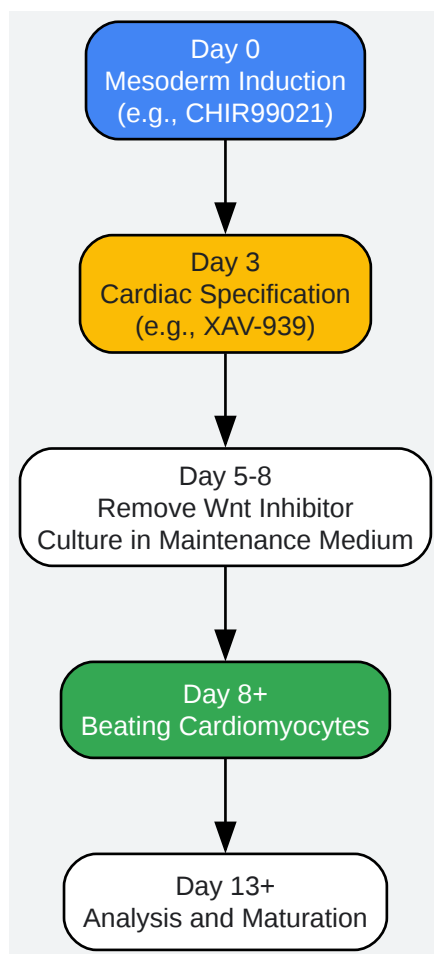 Day 0
Mesoderm Induction
(e.g., CHIR99021)
Day 3
Cardiac Specification
(e.g., XAV-939)
Day 5-8
Remove Wnt Inhibitor
Culture in Maintenance Medium
Day 8+
Beating Cardiomyocytes
Day 13+
Analysis and Maturation